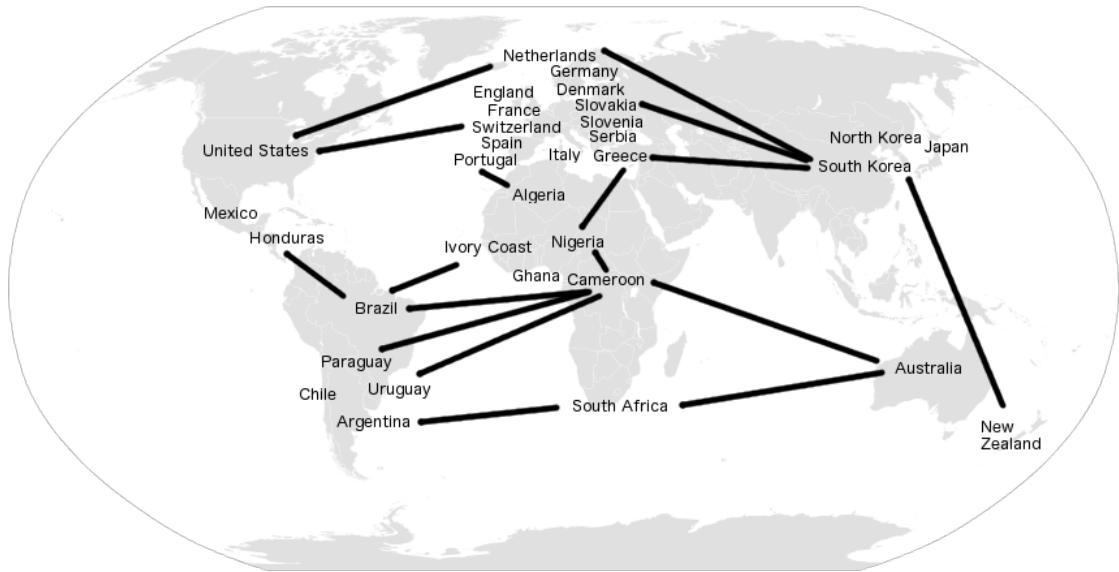 Netherlands
Germany
England
Denmark
France
Slovakia
Switzerland
Slovenia
Spain
Serbia
Portugal
Italy
Greece
United States
North Korea
Japan
South Korea
Algeria
Mexico
Honduras
Ivory Coast
Nigeria
Ghana
Cameroon
Brazil
Paraguay
Uruguay
Chile
Argentina
South Africa
Australia
New
Zealand